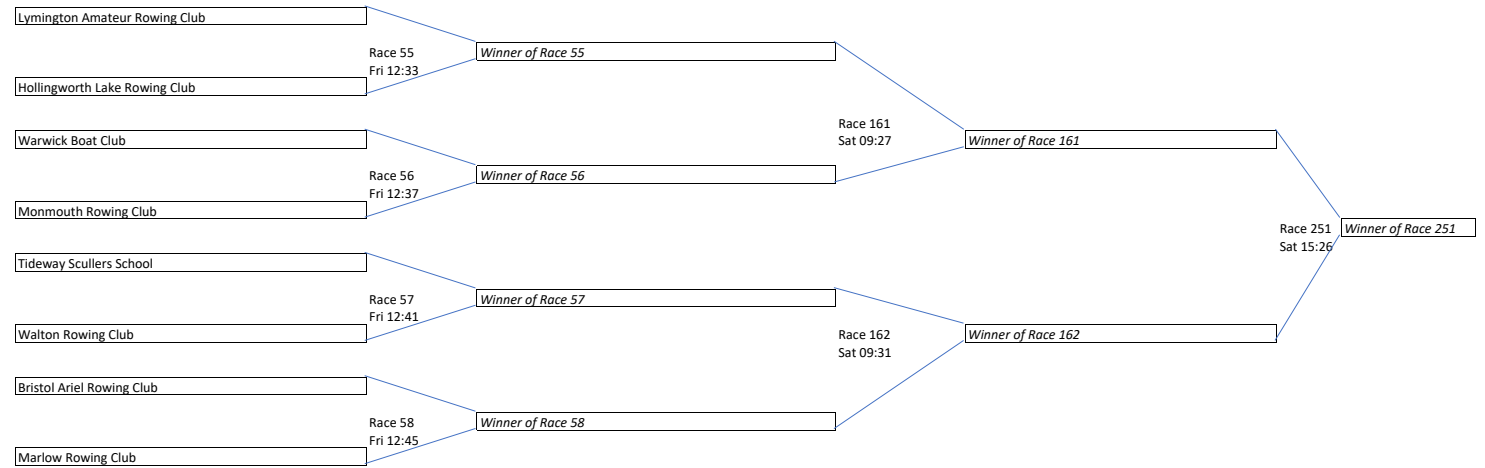 Lymington Amateur Rowing Club
Race 55
Fri 12:33
Winner of Race 55
Hollingworth Lake Rowing Club
Warwick Boat Club
Race 161
Sat 09:27
Winner of Race 161
Race 56
Fri 12:37
Winner of Race 56
Monmouth Rowing Club
Race 251
Sat 15:26
Winner of Race 251
Tideway Scullers School
Race 57
Fri 12:41
Winner of Race 57
Walton Rowing Club
Race 162
Sat 09:31
Winner of Race 162
Bristol Ariel Rowing Club
Race 58
Fri 12:45
Winner of Race 58
Marlow Rowing Club